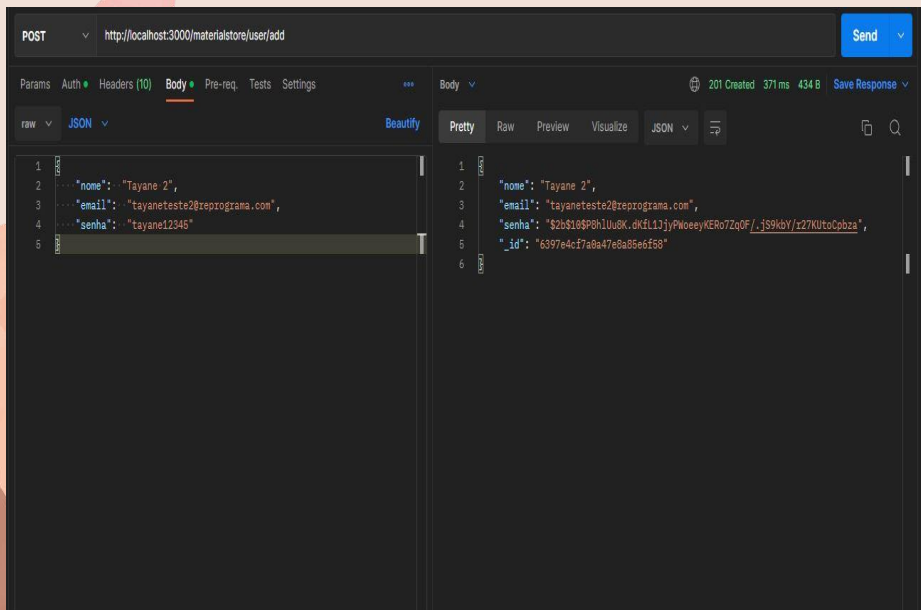 POST http://localhost:3000/materialstore/user/add Send
Params Auth Headers (10) Body Pre-req. Tests Settings
raw JSON Beautify
1 {
2 "nome": "Tayane 2",
3 "email": "tayaneteste2@reprograma.com",
4 "senha": "tayane12345"
5 }
Body 201 Created 371 ms 434 B Save Response
Pretty Raw Preview Visualize JSON
1 {
2 "nome": "Tayane 2",
3 "email": "tayaneteste2@reprograma.com",
4 "senha": "$2b$10$P8hlUu8K.dKfL1JjyPWoeeyKERo7ZqOF/.jS9kbY/r27KUtoCpbza",
5 "_id": "6397e4cf7a0a47e8a85e6f58"
6 }